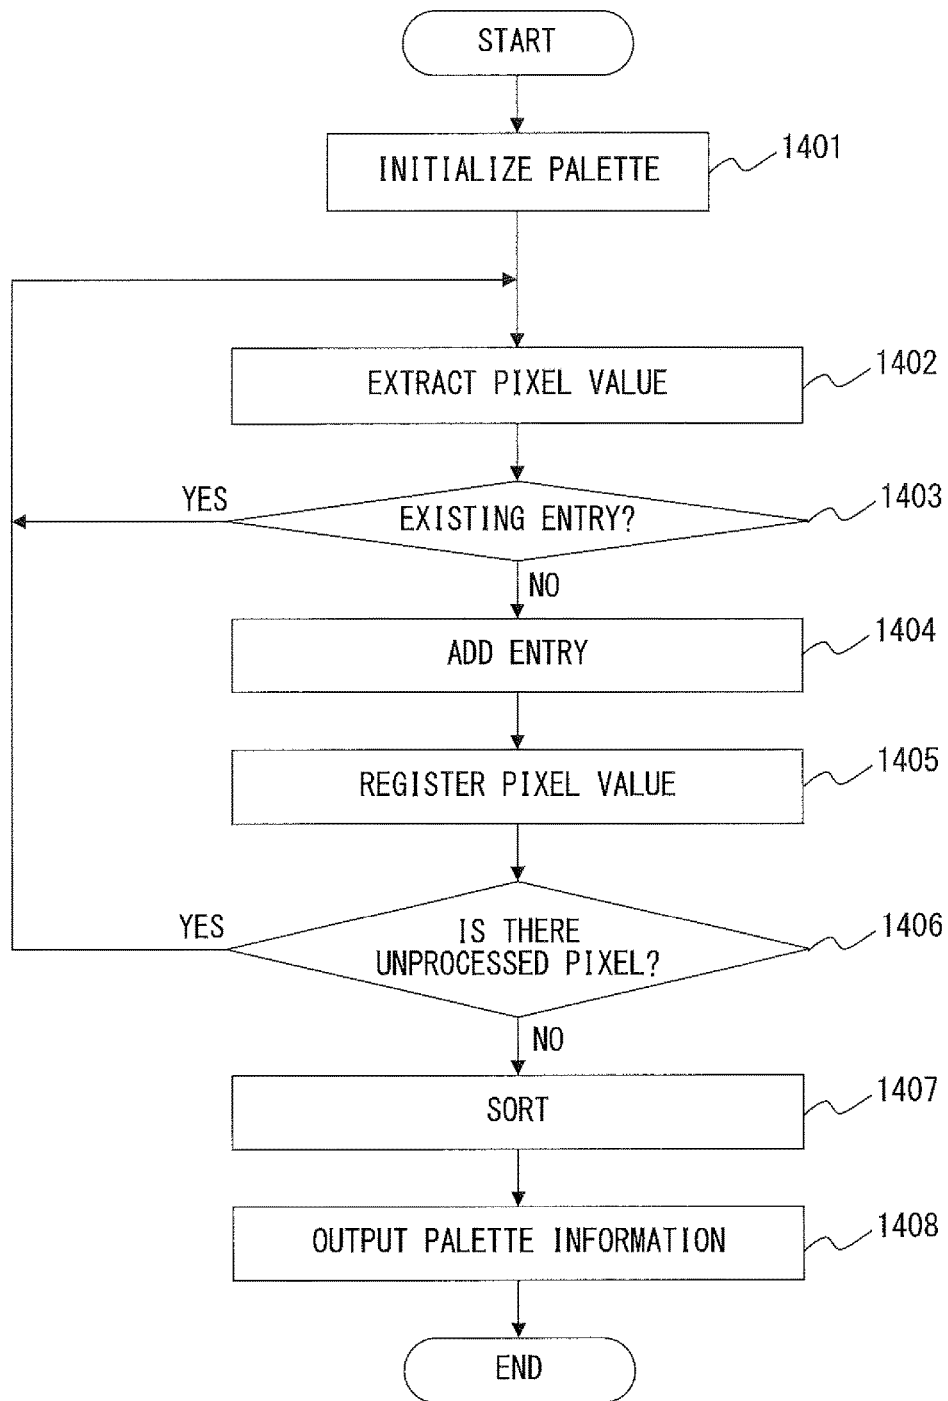 START
INITIALIZE PALETTE
1401
EXTRACT PIXEL VALUE
1402
YES
EXISTING ENTRY?
1403
NO
ADD ENTRY
1404
REGISTER PIXEL VALUE
1405
YES
IS THERE
UNPROCESSED PIXEL?
1406
NO
SORT
1407
OUTPUT PALETTE INFORMATION
1408
END